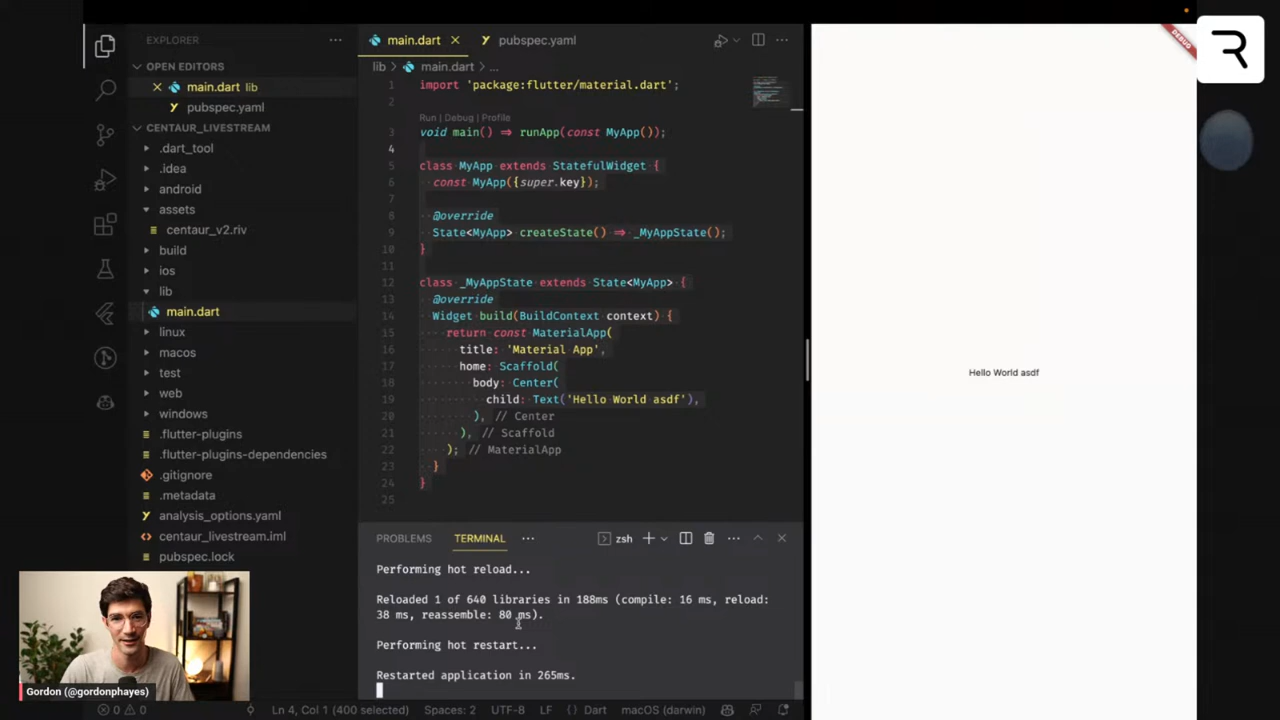 EXPLORER
OPEN EDITORS
main.dart lib
pubspec.yaml
CENTAUR_LIVESTREAM
.dart_tool
.idea
android
assets
centaur_v2.riv
build
ios
lib
main.dart
linux
macos
test
web
windows
.flutter-plugins
.flutter-plugins-dependencies
.gitignore
.metadata
analysis_options.yaml
centaur_livestream.iml
pubspec.lock
Gordon (@gordonphayes)
main.dart
pubspec.yaml
lib > main.dart > ...
1 import 'package:flutter/material.dart';
2
Run | Debug | Profile
3 void main() => runApp(const MyApp());
4
5 class MyApp extends StatefulWidget {
6 const MyApp({super.key});
7
8 @override
9 State<MyApp> createState() => _MyAppState();
10 }
11
12 class _MyAppState extends State<MyApp> {
13 @override
14 Widget build(BuildContext context) {
15 return const MaterialApp(
16 title: 'Material App',
17 home: Scaffold(
18 body: Center(
19 child: Text('Hello World asdf'),
20 ), // Center
21 ), // Scaffold
22 ); // MaterialApp
23 }
24 }
25
PROBLEMS TERMINAL ... zsh
Performing hot reload...
Reloaded 1 of 640 libraries in 188ms (compile: 16 ms, reload:
38 ms, reassemble: 80 ms).
Performing hot restart...
Restarted application in 265ms.
0 0 Ln 4, Col 1 (400 selected) Spaces: 2 UTF-8 LF {} Dart macOS (darwin)
DEBUG
Hello World asdf
R